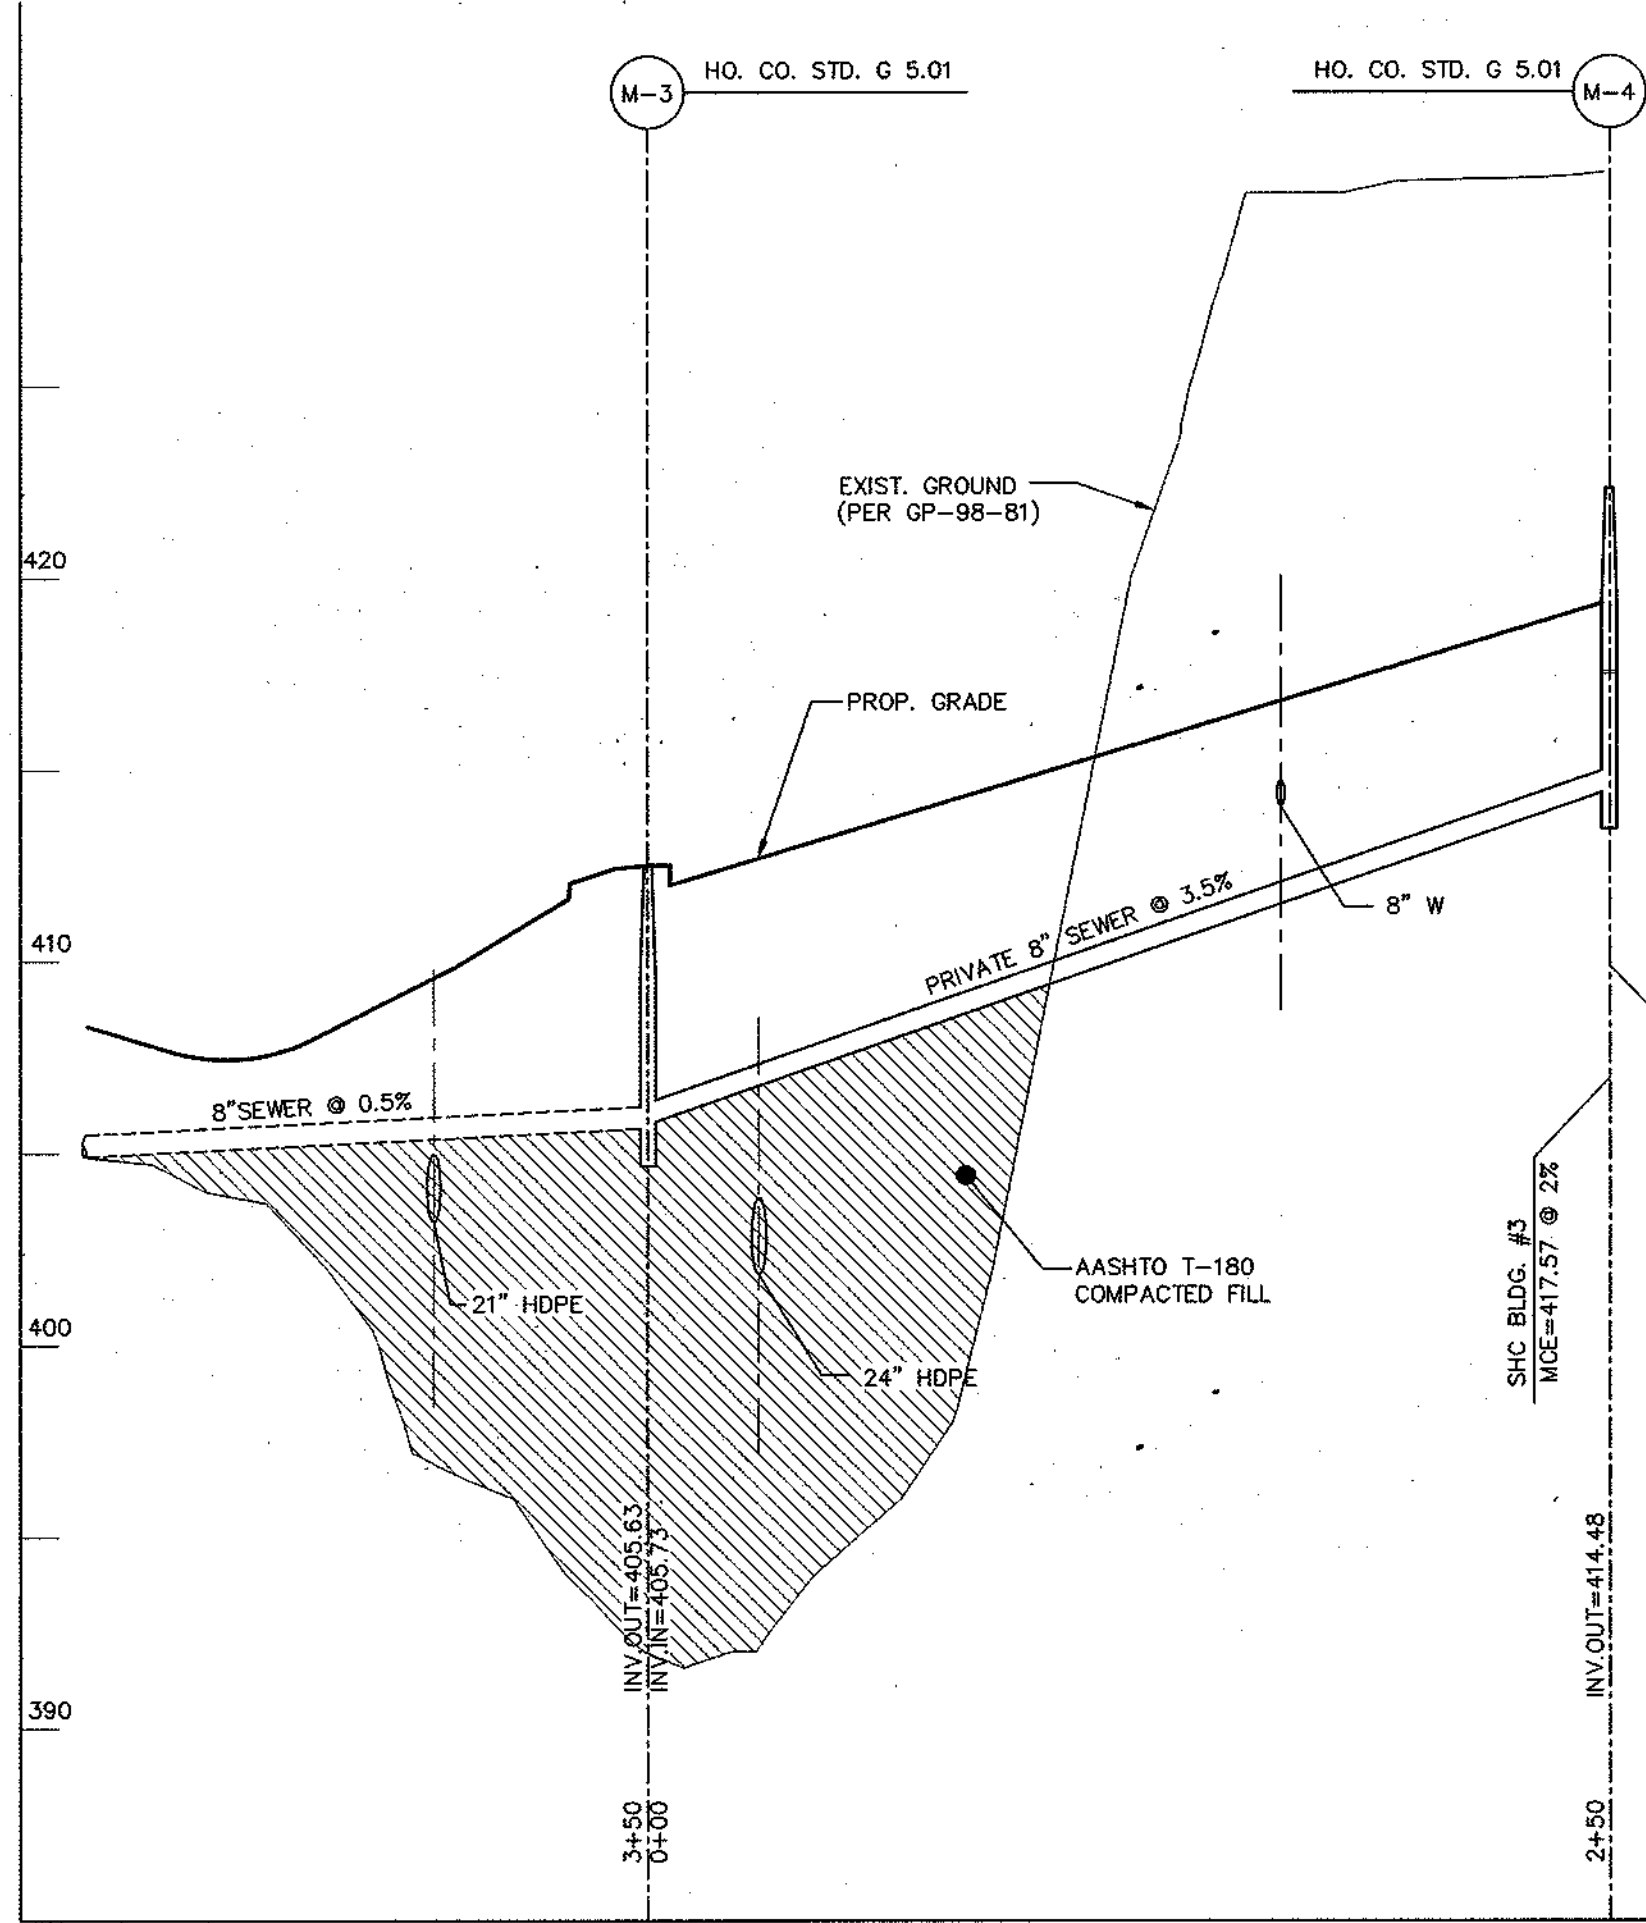 M-3
HO. CO. STD. G 5.01
HO. CO. STD. G 5.01
M-4
EXIST. GROUND
(PER GP-98-81)
420
PROP. GRADE
PRIVATE 8" SEWER @ 3.5%
8" W
410
8"SEWER @ 0.5%
AASHTO T-180
COMPACTED FILL
21" HDPE
400
24" HDPE
SHC BLDG. #3
MCE=417.57 @ 2%
INV.OUT=405.63
INV.IN=405.73
INV.OUT=414.48
390
3+50
0+00
2+50